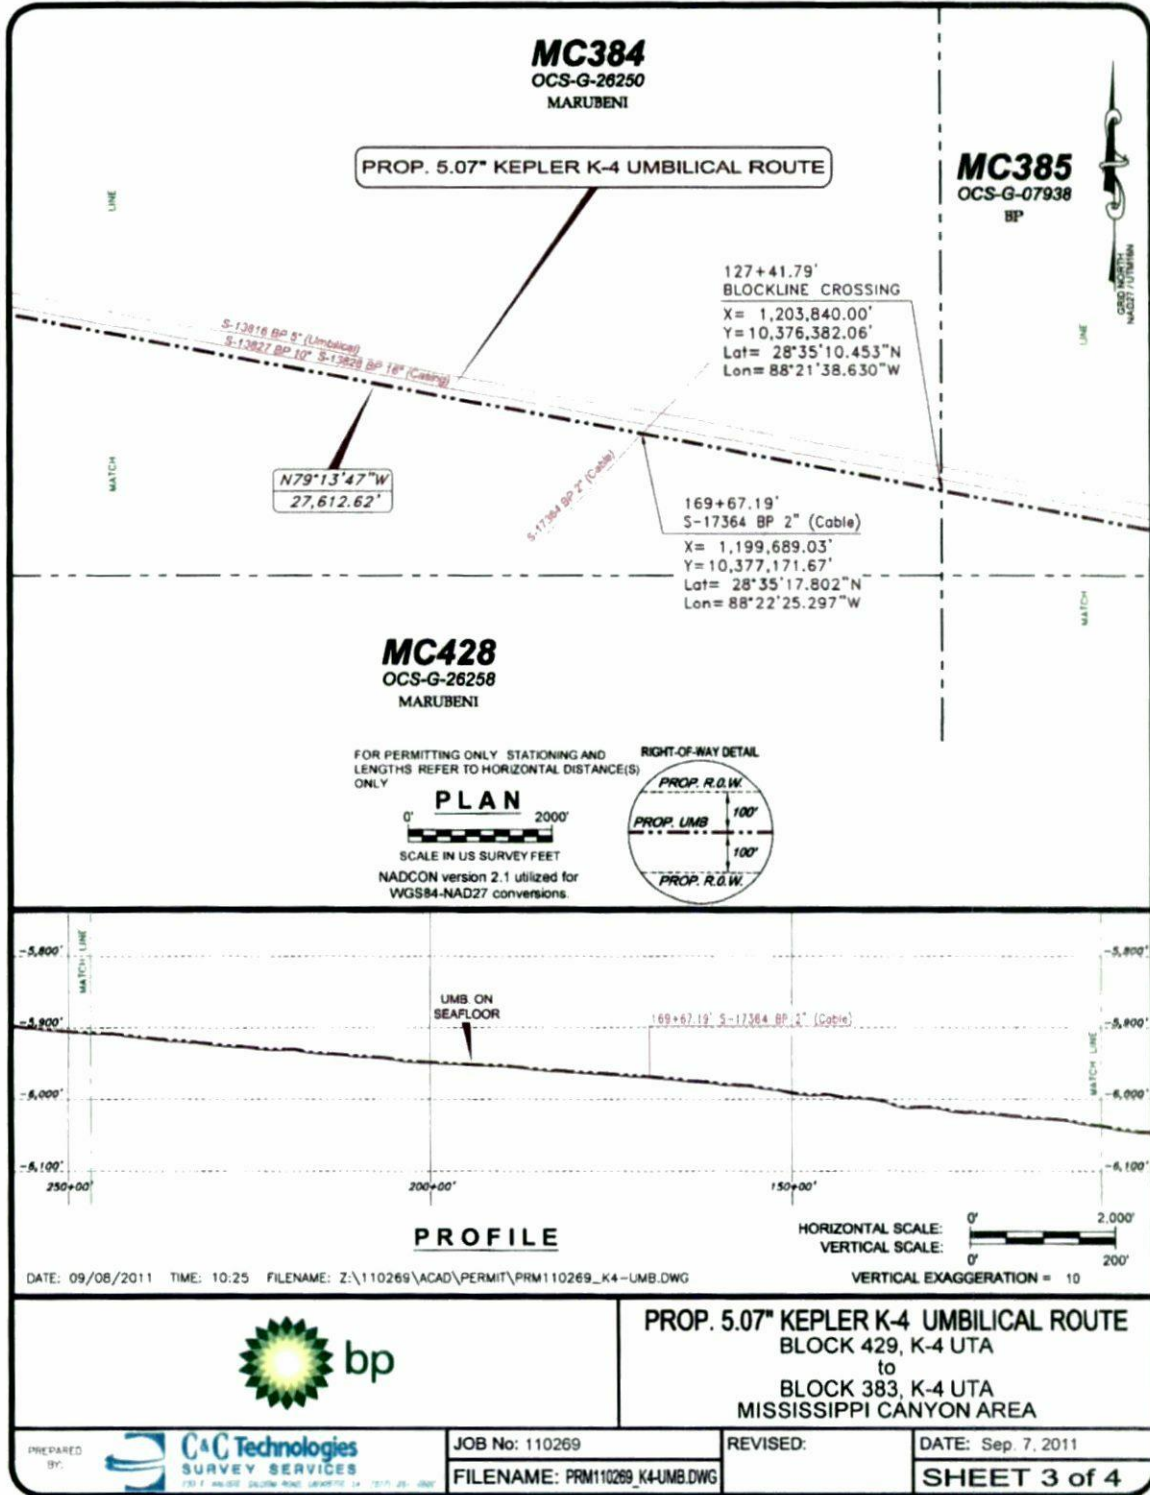 MC384
OCS-G-26250
MARUBENI
PROP. 5.07" KEPLER K-4 UMBILICAL ROUTE
MC385
OCS-G-07938
BP
GRID NORTH
NAD27 / UTM16N
LINE
127+41.79'
BLOCKLINE CROSSING
X= 1,203,840.00'
Y= 10,376,382.06'
Lat= 28°35'10.453"N
Lon= 88°21'38.630"W
LINE
S-13816 BP 5" (Umbilical)
S-13827 BP 10" S-13828 BP 16" (Casing)
MATCH
N79°13'47"W
27,612.62'
S-17364 BP 2" (Cable)
169+67.19'
S-17364 BP 2" (Cable)
X= 1,199,689.03'
Y= 10,377,171.67'
Lat= 28°35'17.802"N
Lon= 88°22'25.297"W
MATCH
MC428
OCS-G-26258
MARUBENI
FOR PERMITTING ONLY STATIONING AND
LENGTHS REFER TO HORIZONTAL DISTANCE(S)
ONLY
PLAN
0' 2000'
SCALE IN US SURVEY FEET
NADCON version 2.1 utilized for
WGS84-NAD27 conversions.
RIGHT-OF-WAY DETAIL
PROP. R.O.W.
100'
PROP. UMB
100'
PROP. R.O.W.
-5,800' -5,800'
MATCH LINE
UMB. ON
SEAFLOOR
169+67.19' S-17364 BP 2" (Cable)
-5,900' -5,900'
MATCH LINE
-6,000' -6,000'
-6,100' -6,100'
250+00' 200+00' 150+00'
PROFILE
HORIZONTAL SCALE: 0' 2,000'
VERTICAL SCALE: 0' 200'
DATE: 09/08/2011 TIME: 10:25 FILENAME: Z:\110269\ACAD\PERMIT\PRM110269_K4-UMB.DWG
VERTICAL EXAGGERATION = 10
bp
PROP. 5.07" KEPLER K-4 UMBILICAL ROUTE
BLOCK 429, K-4 UTA
to
BLOCK 383, K-4 UTA
MISSISSIPPI CANYON AREA
PREPARED
BY:
C&C Technologies
SURVEY SERVICES
JOB No: 110269
FILENAME: PRM110269_K4-UMB.DWG
REVISED:
DATE: Sep. 7, 2011
SHEET 3 of 4